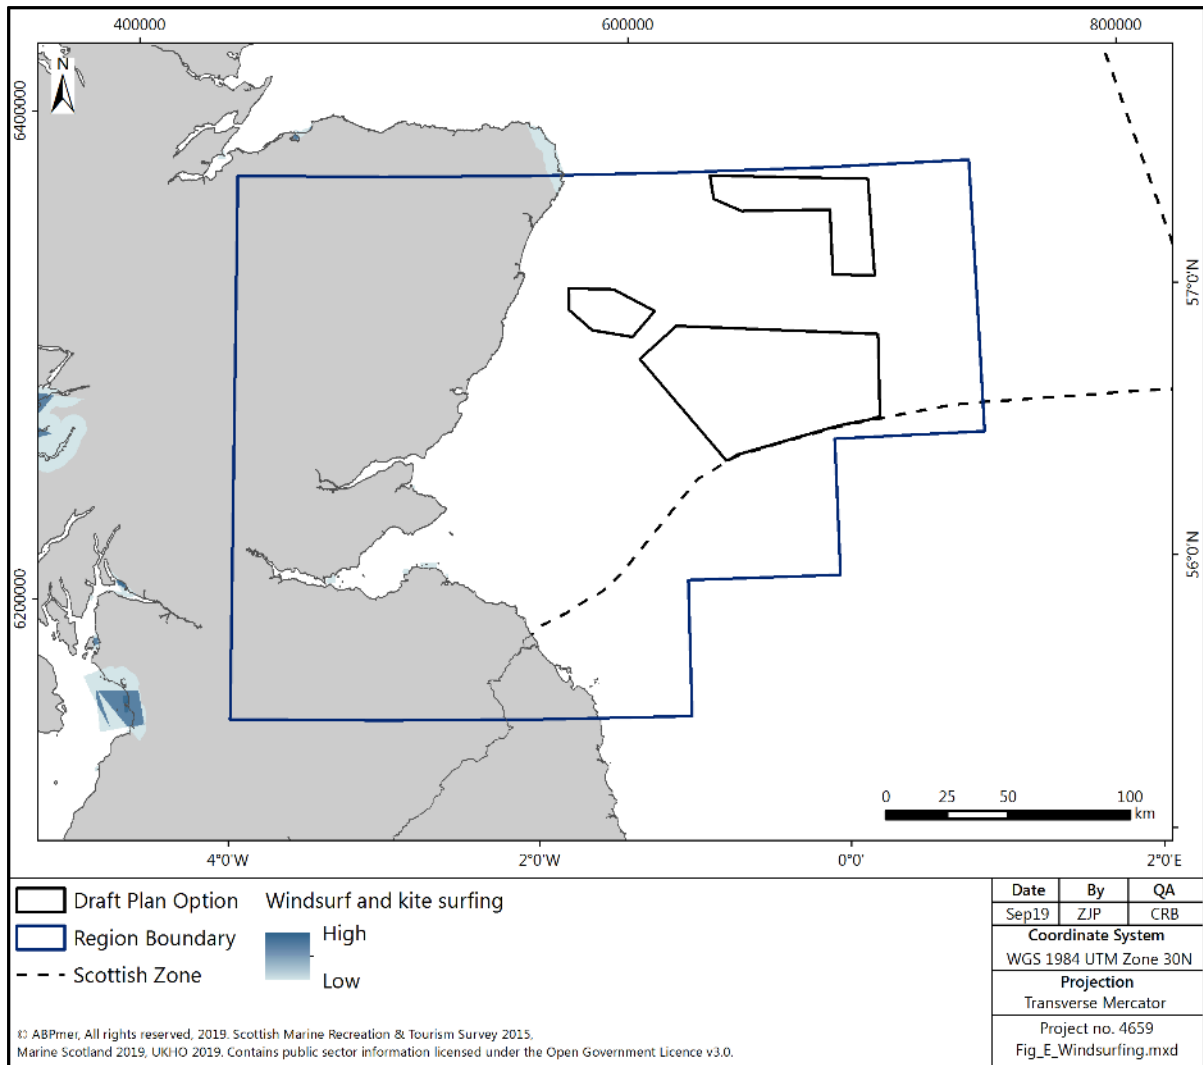 400000 600000 800000
N
6400000
6200000
57°0'N
56°0'N
0 25 50 100
km
4°0'W 2°0'W 0°0' 2°0'E
Draft Plan Option
Region Boundary
Scottish Zone
Windsurf and kite surfing
High
Low
Date By QA
Sep19 ZJP CRB
Coordinate System
WGS 1984 UTM Zone 30N
Projection
Transverse Mercator
Project no. 4659
Fig_E_Windsurfing.mxd
© ABPmer, All rights reserved, 2019. Scottish Marine Recreation & Tourism Survey 2015,
Marine Scotland 2019, UKHO 2019. Contains public sector information licensed under the Open Government Licence v3.0.